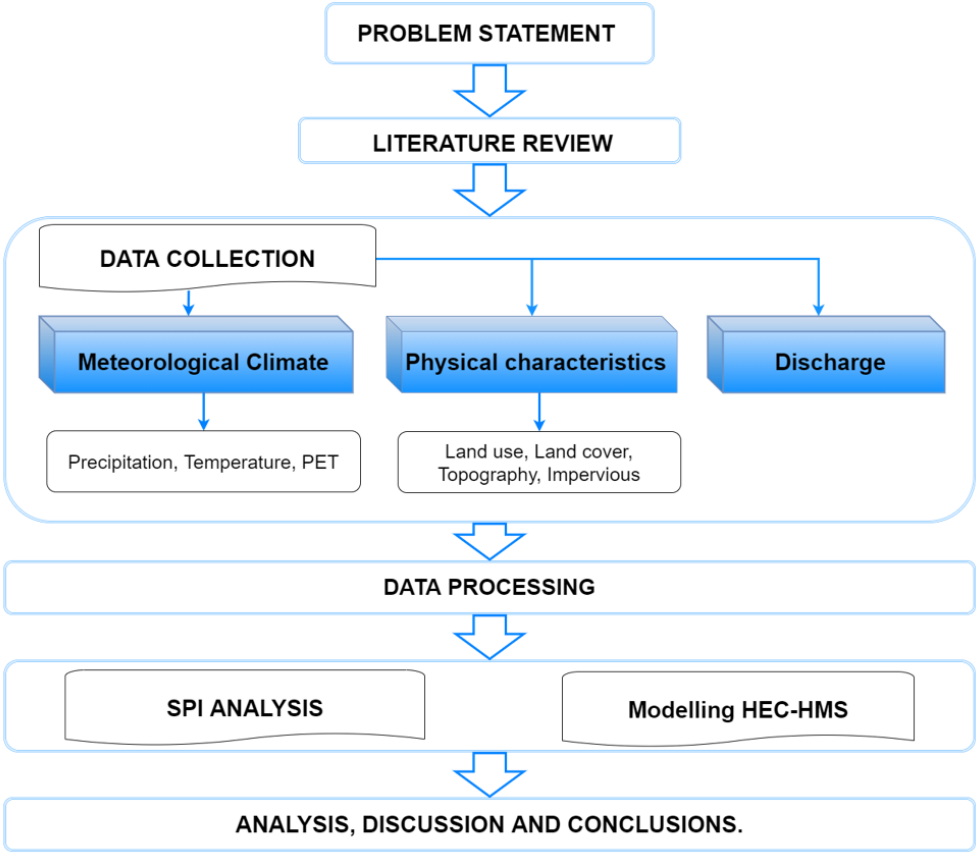 PROBLEM STATEMENT
LITERATURE REVIEW
DATA COLLECTION
Meteorological Climate
Physical characteristics
Discharge
Precipitation, Temperature, PET
Land use, Land cover,
Topography, Impervious
DATA PROCESSING
SPI ANALYSIS
Modelling HEC-HMS
ANALYSIS, DISCUSSION AND CONCLUSIONS.